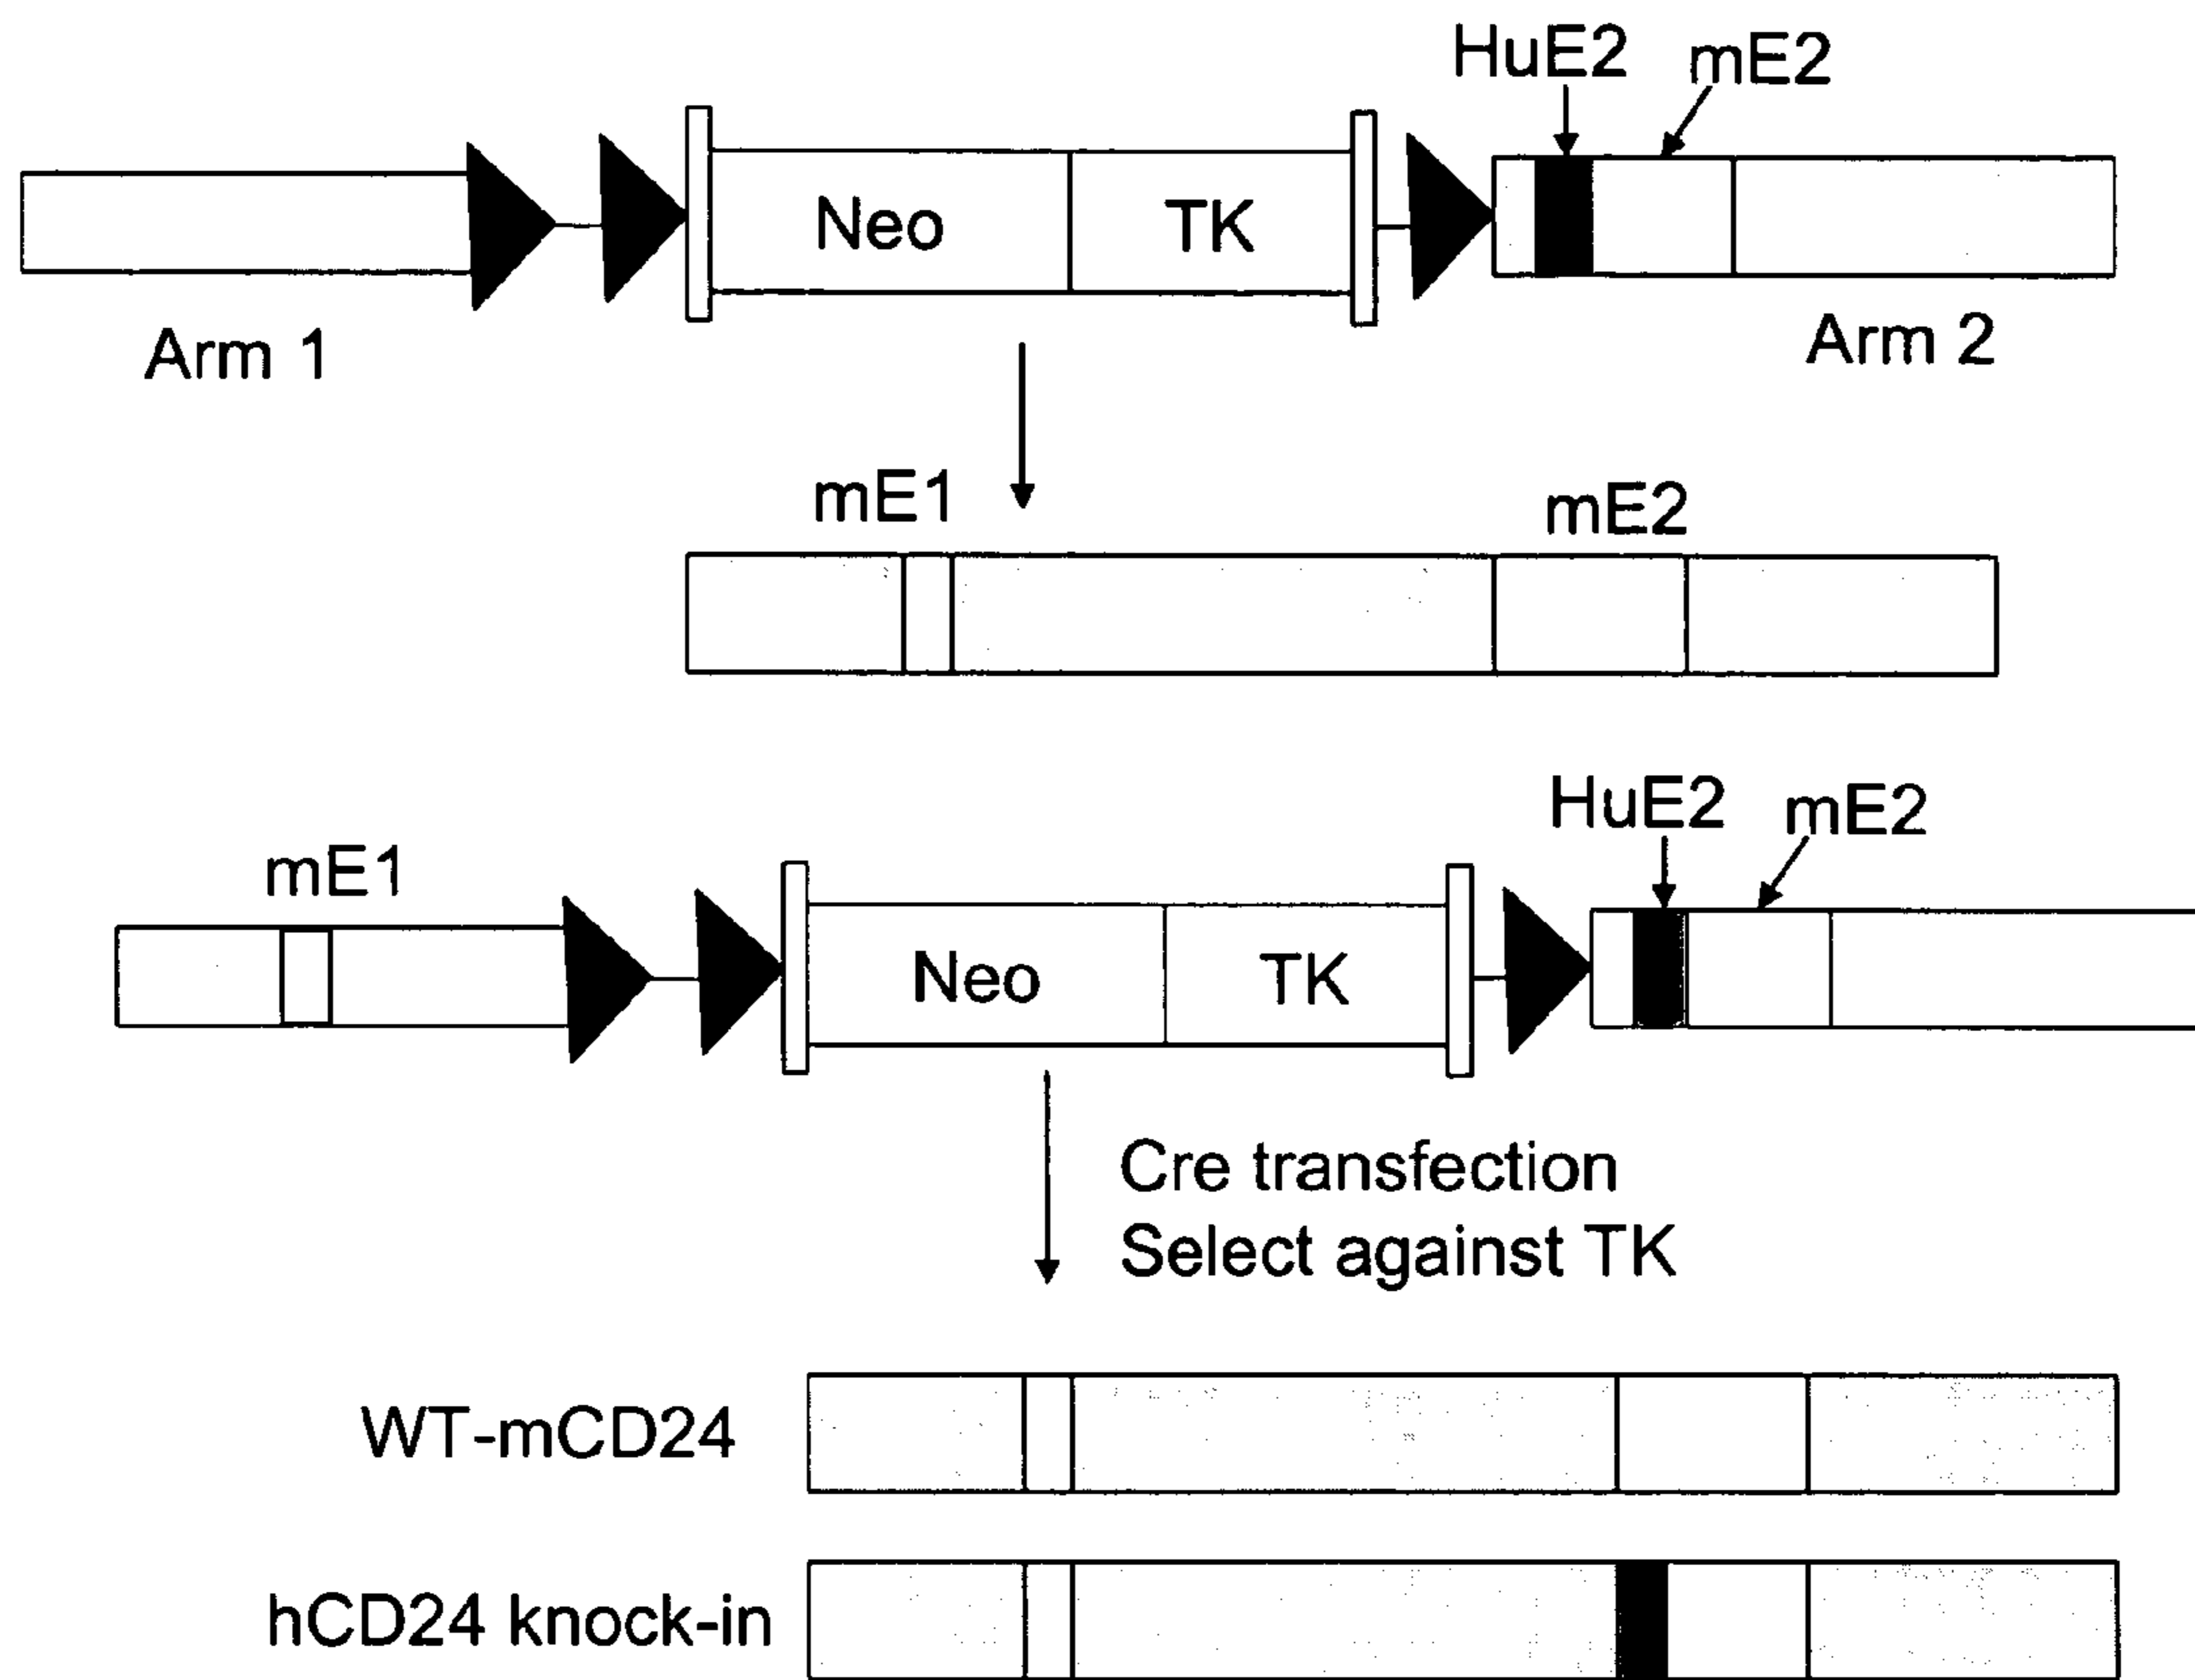 HuE2 mE2
Neo TK
Arm 1 Arm 2
mE1 mE2
HuE2 mE2
mE1
Neo TK
Cre transfection
Select against TK
WT-mCD24
hCD24 knock-in